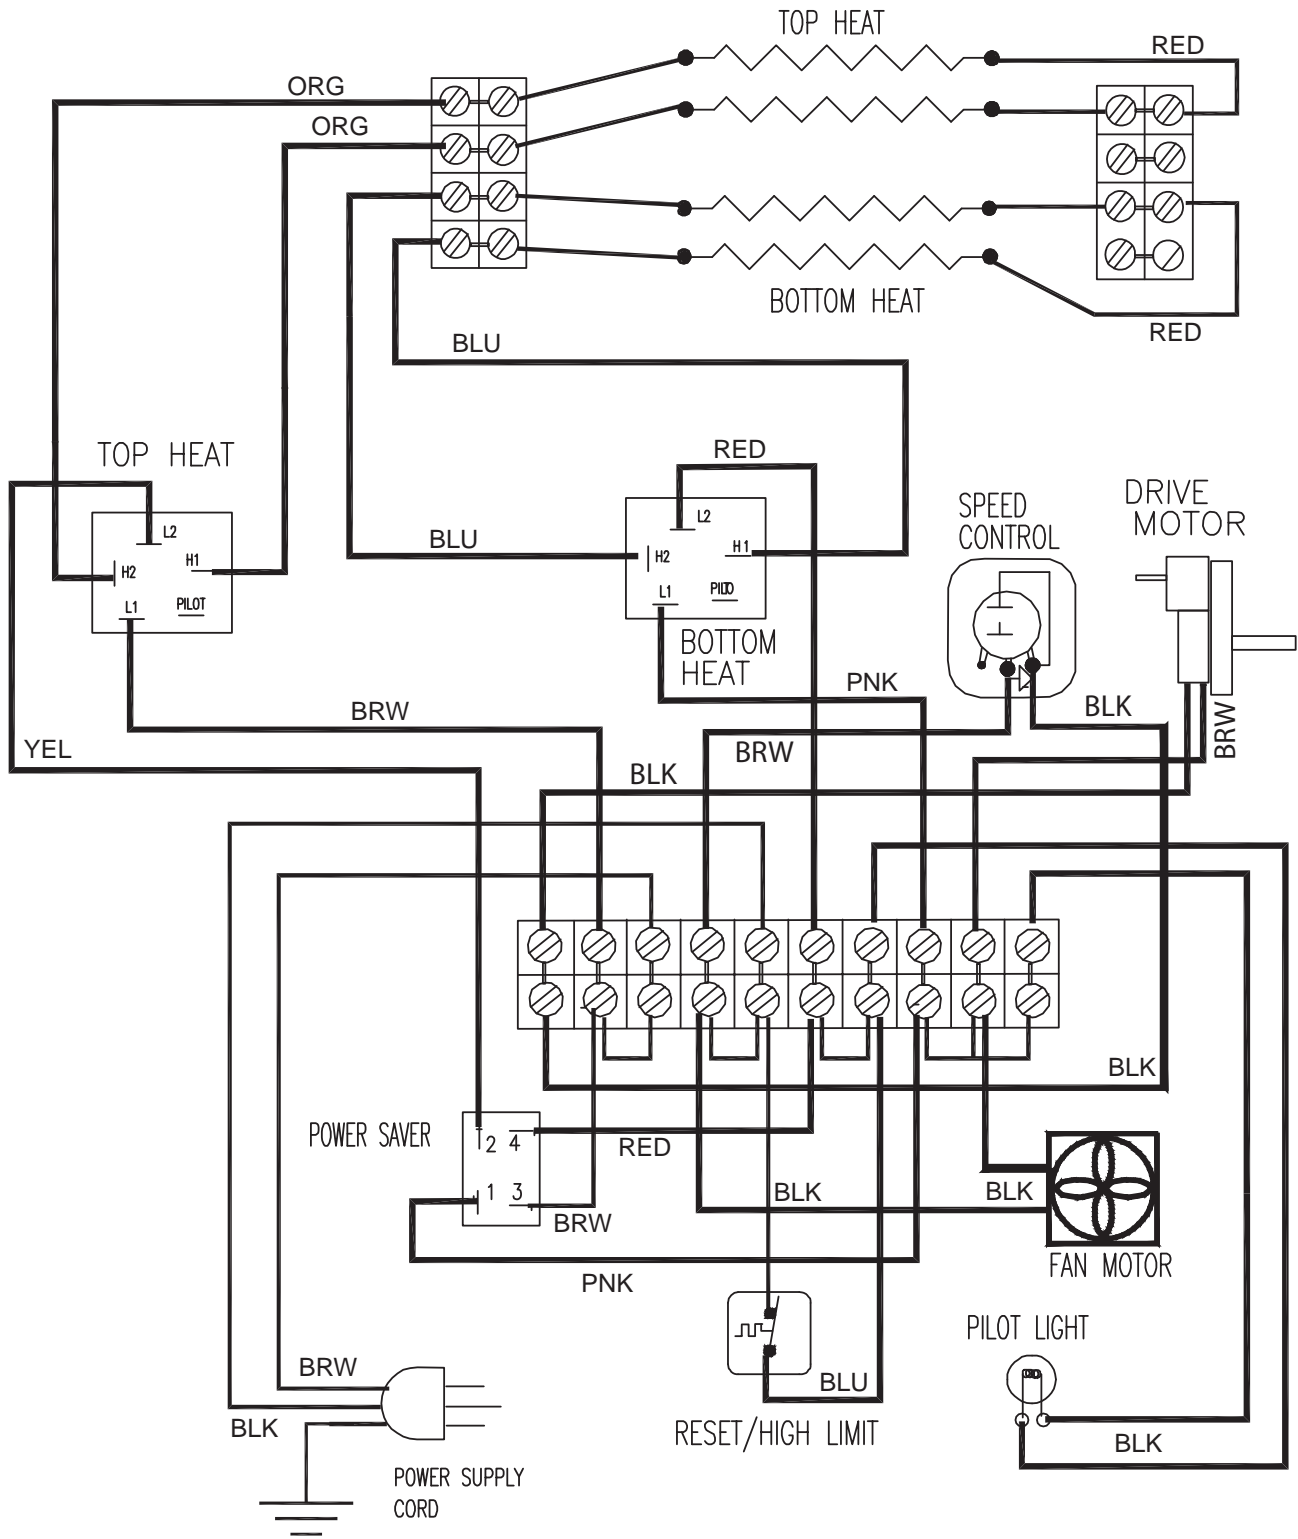 TOP HEAT
RED
ORG
ORG
BOTTOM HEAT
RED
BLU
TOP HEAT
RED
L2
H1
H2
L1
PILOT
BLU
L2
H1
H2
L1
PILTO
BOTTOM
HEAT
SPEED
CONTROL
DRIVE
MOTOR
PNK
BLK
BRW
BRW
BRW
YEL
BLK
BLK
POWER SAVER
2 4
1 3
RED
BRW
BLK
BLK
FAN MOTOR
PNK
PILOT LIGHT
BRW
BLU
BLK
RESET/HIGH LIMIT
BLK
POWER SUPPLY
CORD